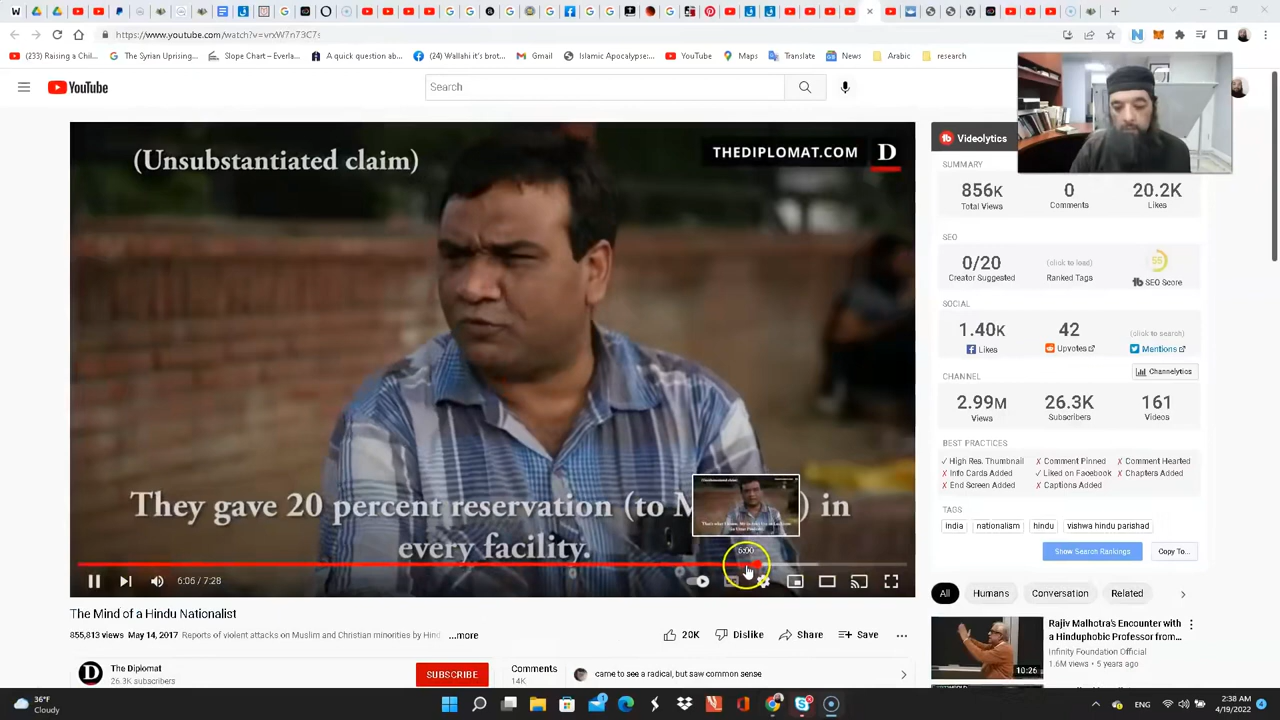 https://www.youtube.com/watch?v=vrxW7n73C7s
(233) Raising a Chil...
The Syrian Uprising...
Slope Chart – Everla...
A quick question ab...
(24) Wallahi it's brot...
Gmail
Islamic Apocalypse:...
YouTube
Maps
Translate
News
Arabic
research
YouTube
Search
(Unsubstantiated claim)
THEDIPLOMAT.COM D
They gave 20 percent reservation (to M
) in
every facility.
6:00
6:05 / 7:28
The Mind of a Hindu Nationalist
855,813 views May 14, 2017 Reports of violent attacks on Muslim and Christian minorities by Hind
...more
20K
Dislike
Share
Save
D
The Diplomat
26.3K subscribers
SUBSCRIBE
Comments
14K
came to see a radical, but saw common sense
Videolytics
SUMMARY
856K
Total Views
0
Comments
20.2K
Likes
SEO
0/20
Creator Suggested
(click to load)
Ranked Tags
55
SEO Score
SOCIAL
1.40K
Likes
42
Upvotes
(click to search)
Mentions
CHANNEL
Channelytics
2.99M
Views
26.3K
Subscribers
161
Videos
BEST PRACTICES
✓ High Res. Thumbnail
✗ Comment Pinned
✗ Comment Hearted
✗ Info Cards Added
✓ Liked on Facebook
✗ Chapters Added
✗ End Screen Added
✗ Captions Added
TAGS
india
nationalism
hindu
vishwa hindu parishad
Show Search Rankings
Copy To...
All
Humans
Conversation
Related
Rajiv Malhotra's Encounter with
a Hinduphobic Professor from...
Infinity Foundation Official
1.6M views • 5 years ago
10:26
36°F
Cloudy
ENG
2:38 AM
4/19/2022